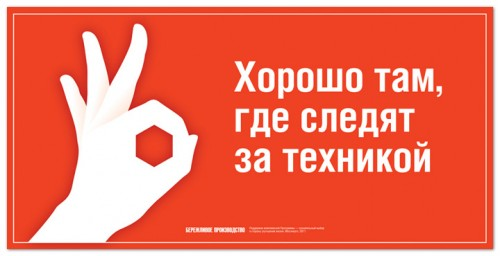 Хорошо там,
где следят
за техникой
БЕРЕЖЛИВОЕ ПРОИЗВОДСТВО